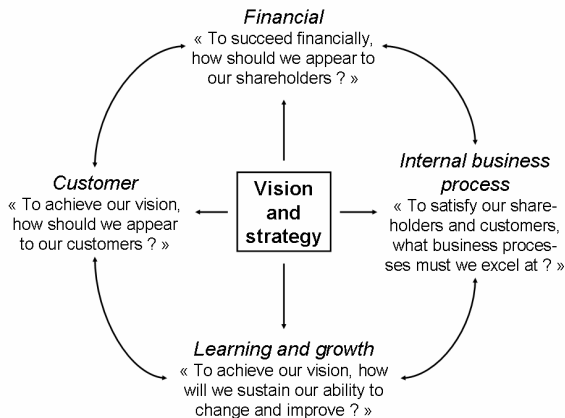 Financial
« To succeed financially,
how should we appear to
our shareholders ? »
Customer
« To achieve our vision,
how should we appear
to our customers ? »
Vision
and
strategy
Internal business
process
« To satisfy our share-
holders and customers,
what business proces-
ses must we excel at ? »
Learning and growth
« To achieve our vision, how
will we sustain our ability to
change and improve ? »